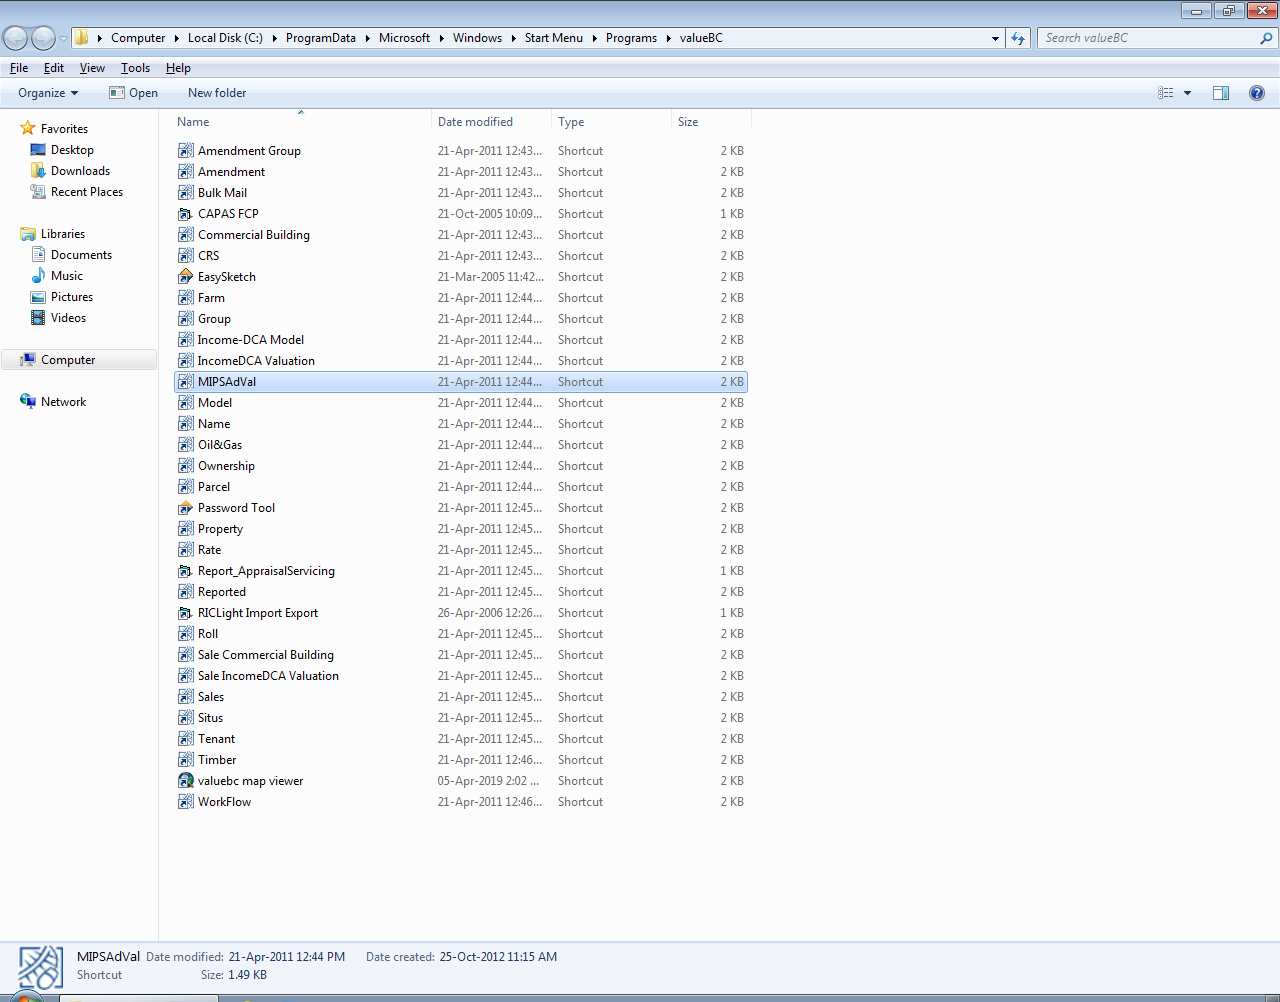 Computer Local Disk (C:) ProgramData Microsoft Windows Start Menu Programs valueBC Search valueBC
File Edit View Tools Help
Organize Open New folder
Favorites
Desktop
Downloads
Recent Places
Libraries
Documents
Music
Pictures
Videos
Computer
Network
Name Date modified Type Size
Amendment Group 21-Apr-2011 12:43... Shortcut 2 KB
Amendment 21-Apr-2011 12:43... Shortcut 2 KB
Bulk Mail 21-Apr-2011 12:43... Shortcut 2 KB
CAPAS FCP 21-Oct-2005 10:09... Shortcut 1 KB
Commercial Building 21-Apr-2011 12:43... Shortcut 2 KB
CRS 21-Apr-2011 12:43... Shortcut 2 KB
EasySketch 21-Mar-2005 11:42... Shortcut 2 KB
Farm 21-Apr-2011 12:44... Shortcut 2 KB
Group 21-Apr-2011 12:44... Shortcut 2 KB
Income-DCA Model 21-Apr-2011 12:44... Shortcut 2 KB
IncomeDCA Valuation 21-Apr-2011 12:44... Shortcut 2 KB
MIPSAdVal 21-Apr-2011 12:44... Shortcut 2 KB
Model 21-Apr-2011 12:44... Shortcut 2 KB
Name 21-Apr-2011 12:44... Shortcut 2 KB
Oil&Gas 21-Apr-2011 12:44... Shortcut 2 KB
Ownership 21-Apr-2011 12:44... Shortcut 2 KB
Parcel 21-Apr-2011 12:44... Shortcut 2 KB
Password Tool 21-Apr-2011 12:45... Shortcut 2 KB
Property 21-Apr-2011 12:45... Shortcut 2 KB
Rate 21-Apr-2011 12:45... Shortcut 2 KB
Report_AppraisalServicing 21-Apr-2011 12:45... Shortcut 1 KB
Reported 21-Apr-2011 12:45... Shortcut 2 KB
RICLight Import Export 26-Apr-2006 12:26... Shortcut 1 KB
Roll 21-Apr-2011 12:45... Shortcut 2 KB
Sale Commercial Building 21-Apr-2011 12:45... Shortcut 2 KB
Sale IncomeDCA Valuation 21-Apr-2011 12:45... Shortcut 2 KB
Sales 21-Apr-2011 12:45... Shortcut 2 KB
Situs 21-Apr-2011 12:45... Shortcut 2 KB
Tenant 21-Apr-2011 12:45... Shortcut 2 KB
Timber 21-Apr-2011 12:46... Shortcut 2 KB
valuebc map viewer 05-Apr-2019 2:02 ... Shortcut 2 KB
WorkFlow 21-Apr-2011 12:46... Shortcut 2 KB
MIPSAdVal Date modified: 21-Apr-2011 12:44 PM Date created: 25-Oct-2012 11:15 AM
Shortcut Size: 1.49 KB